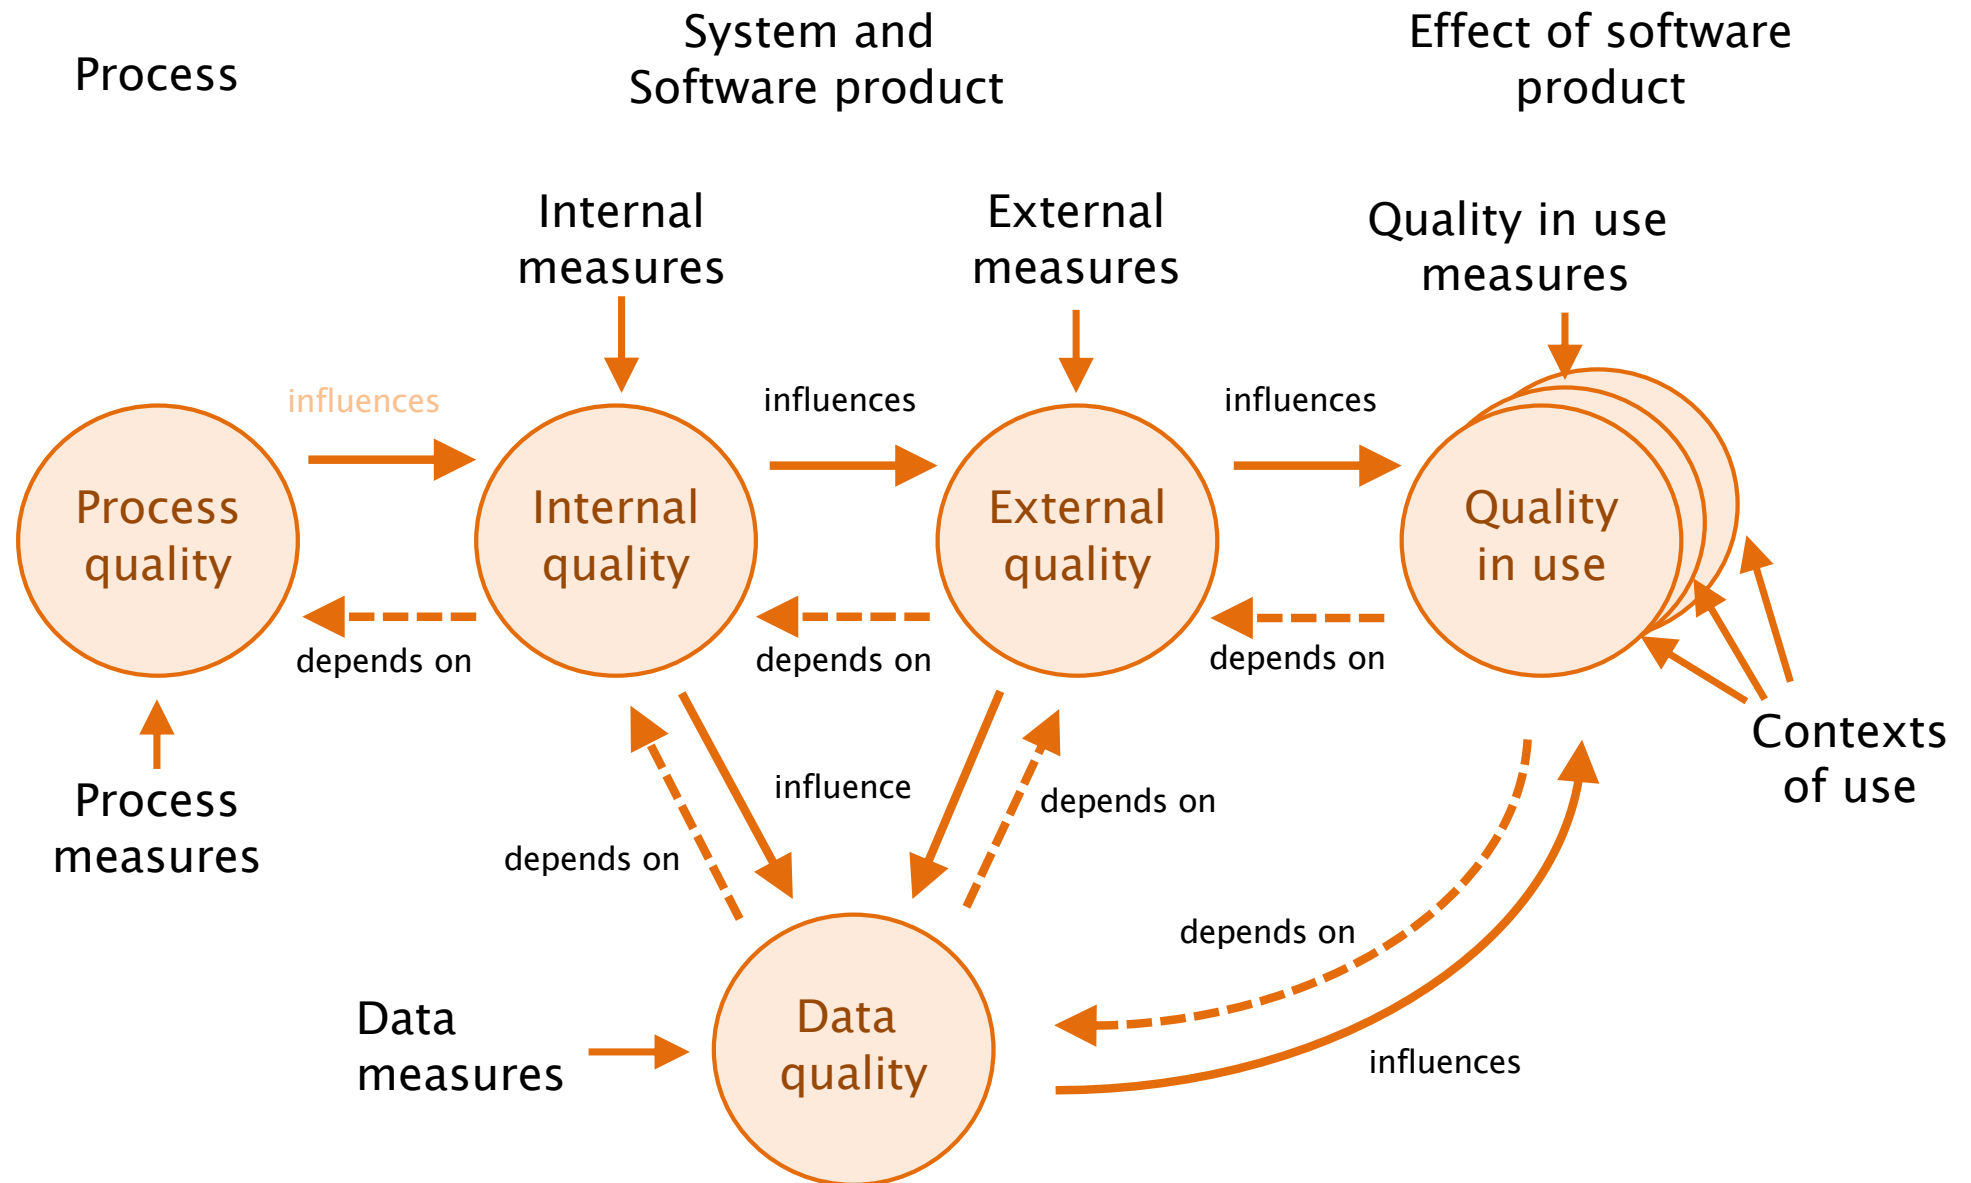 Process
System and
Software product
Effect of software
product
Internal
measures
External
measures
Quality in use
measures
influences
influences
influences
Process
quality
Internal
quality
External
quality
Quality
in use
depends on
depends on
depends on
Contexts
of use
Process
measures
influence
depends on
depends on
depends on
Data
measures
Data
quality
influences